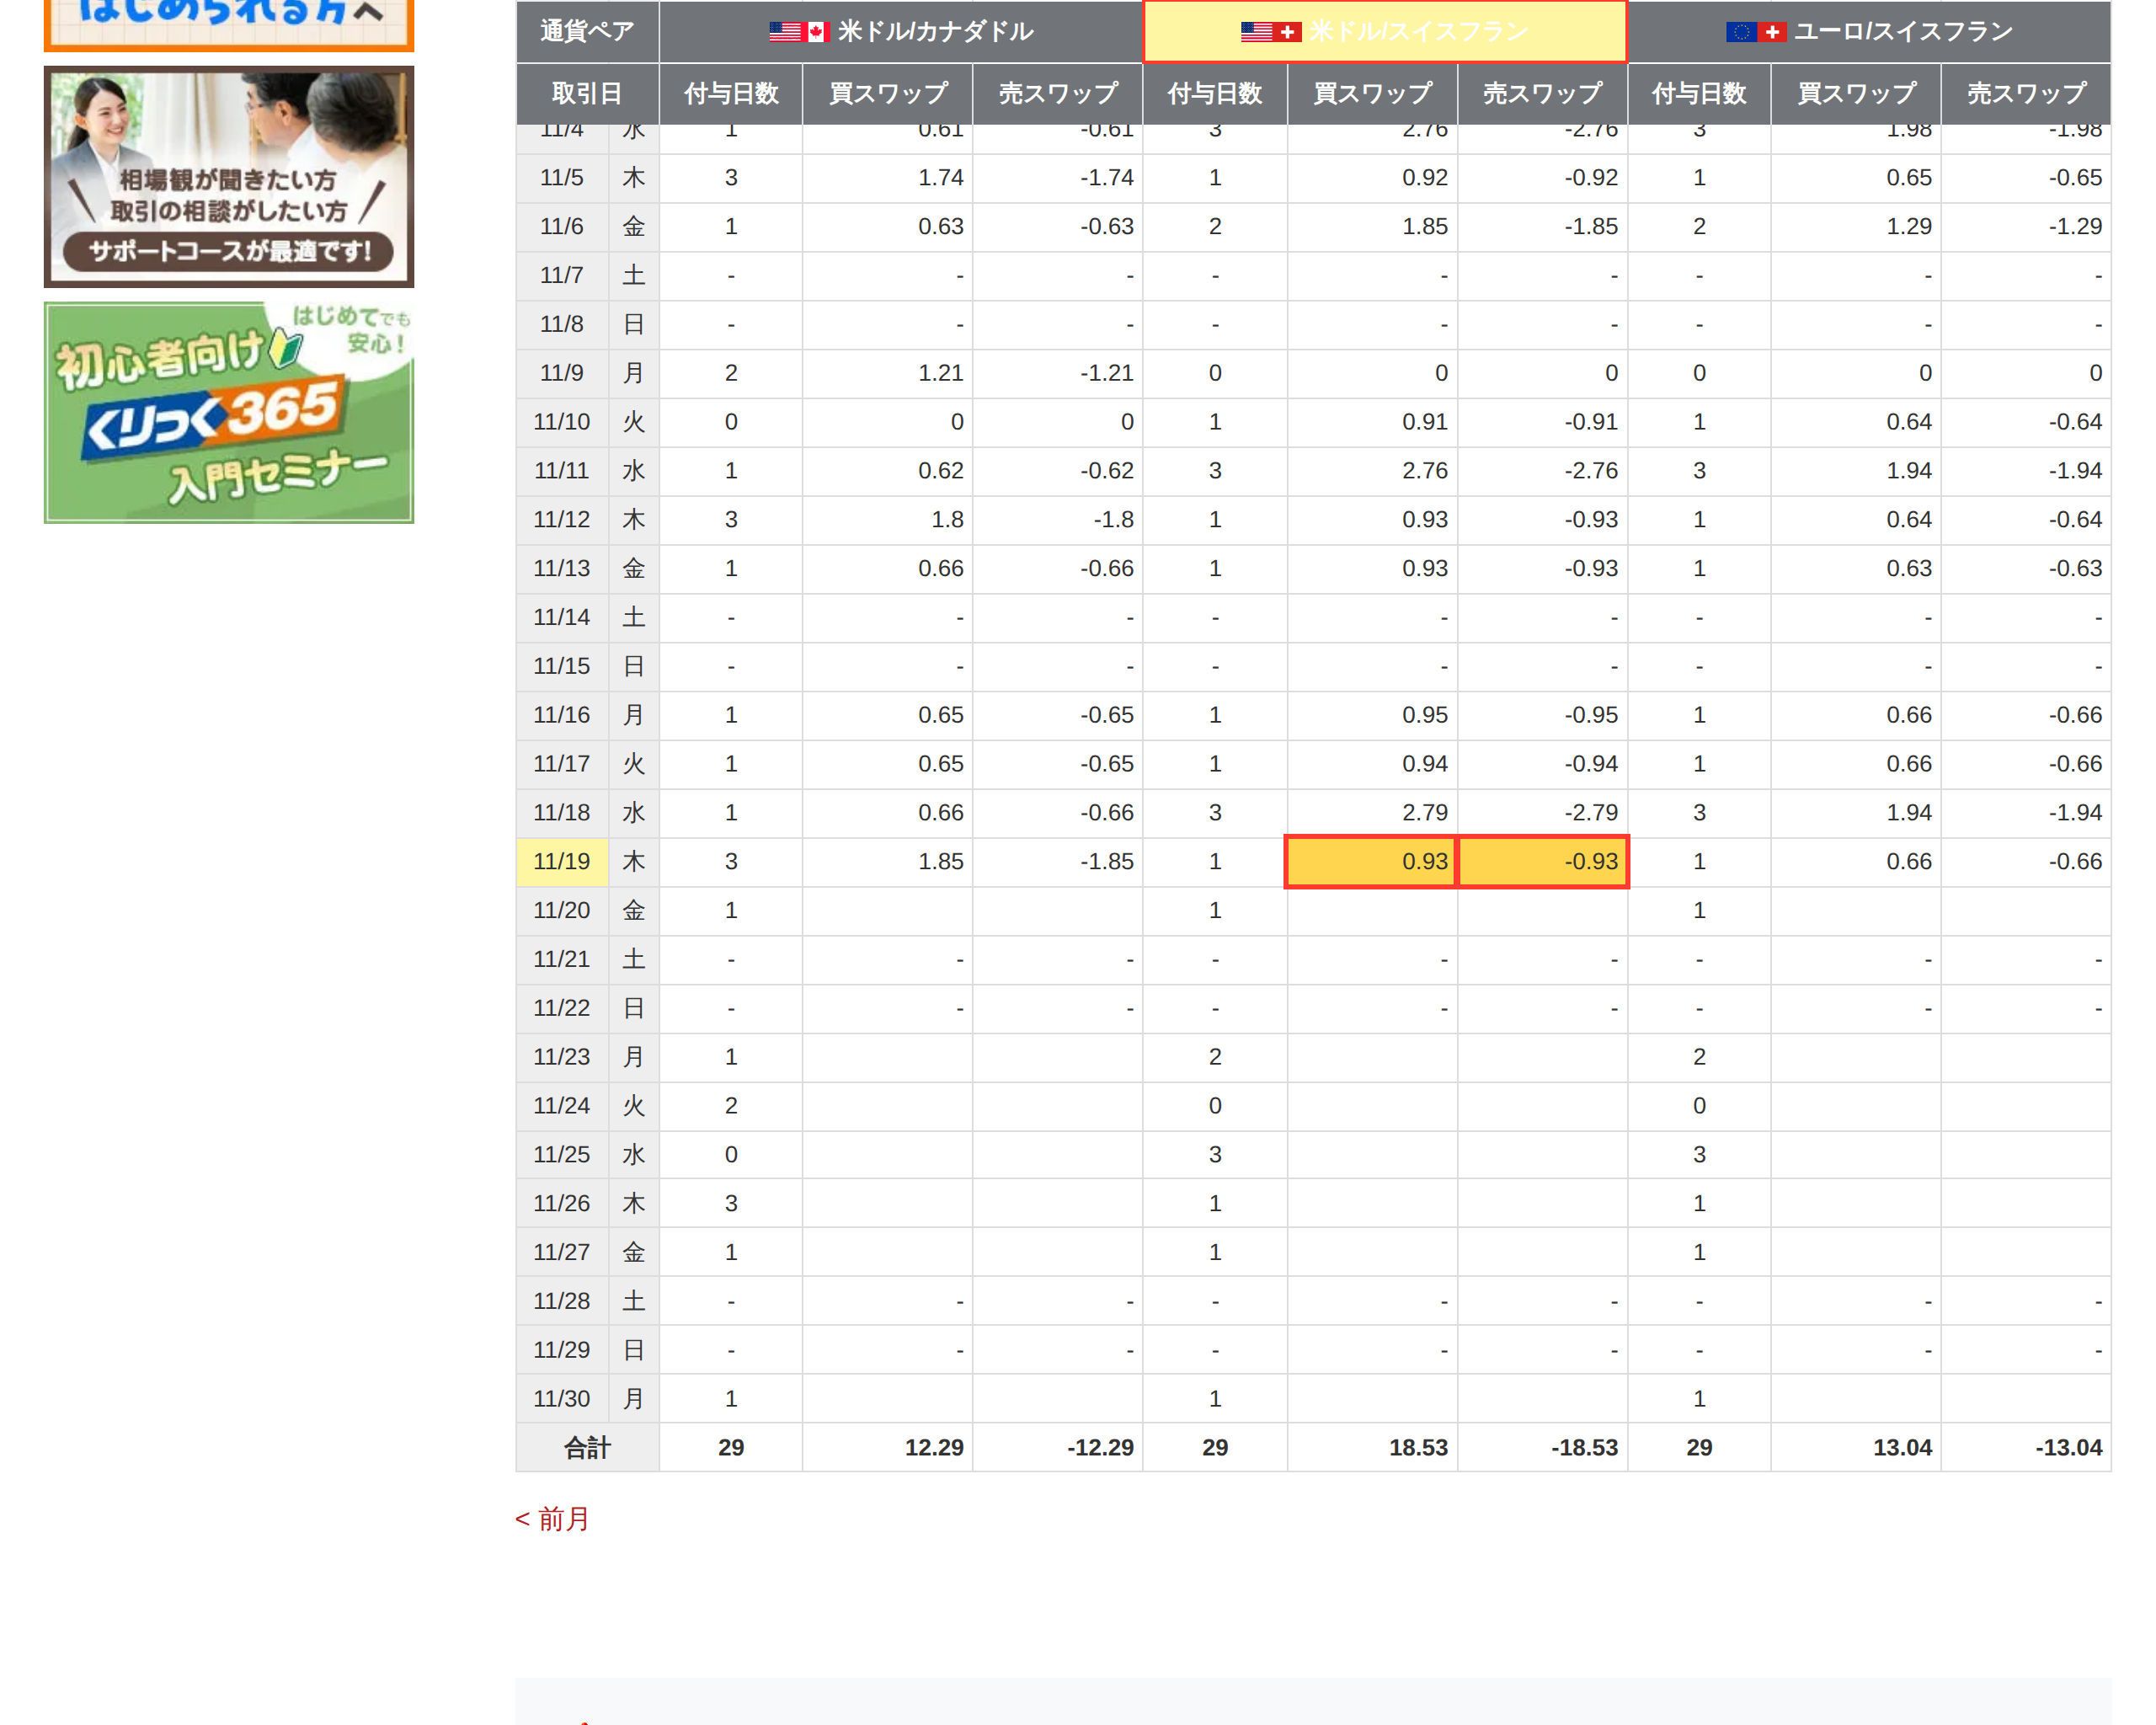 はじめられる方へ
相場観が聞きたい方
取引の相談がしたい方
サポートコースが最適です!
はじめてでも
安心!
初心者向け
くりっく365
入門セミナー
通貨ペア 米ドル/カナダドル 米ドル/スイスフラン ユーロ/スイスフラン
取引日 付与日数 買スワップ 売スワップ 付与日数 買スワップ 売スワップ 付与日数 買スワップ 売スワップ
11/4 水 1 0.61 -0.61 3 2.76 -2.76 3 1.98 -1.98
11/5 木 3 1.74 -1.74 1 0.92 -0.92 1 0.65 -0.65
11/6 金 1 0.63 -0.63 2 1.85 -1.85 2 1.29 -1.29
11/7 土 - - - - - - - - -
11/8 日 - - - - - - - - -
11/9 月 2 1.21 -1.21 0 0 0 0 0 0
11/10 火 0 0 0 1 0.91 -0.91 1 0.64 -0.64
11/11 水 1 0.62 -0.62 3 2.76 -2.76 3 1.94 -1.94
11/12 木 3 1.8 -1.8 1 0.93 -0.93 1 0.64 -0.64
11/13 金 1 0.66 -0.66 1 0.93 -0.93 1 0.63 -0.63
11/14 土 - - - - - - - - -
11/15 日 - - - - - - - - -
11/16 月 1 0.65 -0.65 1 0.95 -0.95 1 0.66 -0.66
11/17 火 1 0.65 -0.65 1 0.94 -0.94 1 0.66 -0.66
11/18 水 1 0.66 -0.66 3 2.79 -2.79 3 1.94 -1.94
11/19 木 3 1.85 -1.85 1 0.93 -0.93 1 0.66 -0.66
11/20 金 1 1 1
11/21 土 - - - - - - - - -
11/22 日 - - - - - - - - -
11/23 月 1 2 2
11/24 火 2 0 0
11/25 水 0 3 3
11/26 木 3 1 1
11/27 金 1 1 1
11/28 土 - - - - - - - - -
11/29 日 - - - - - - - - -
11/30 月 1 1 1
合計 29 12.29 -12.29 29 18.53 -18.53 29 13.04 -13.04
< 前月